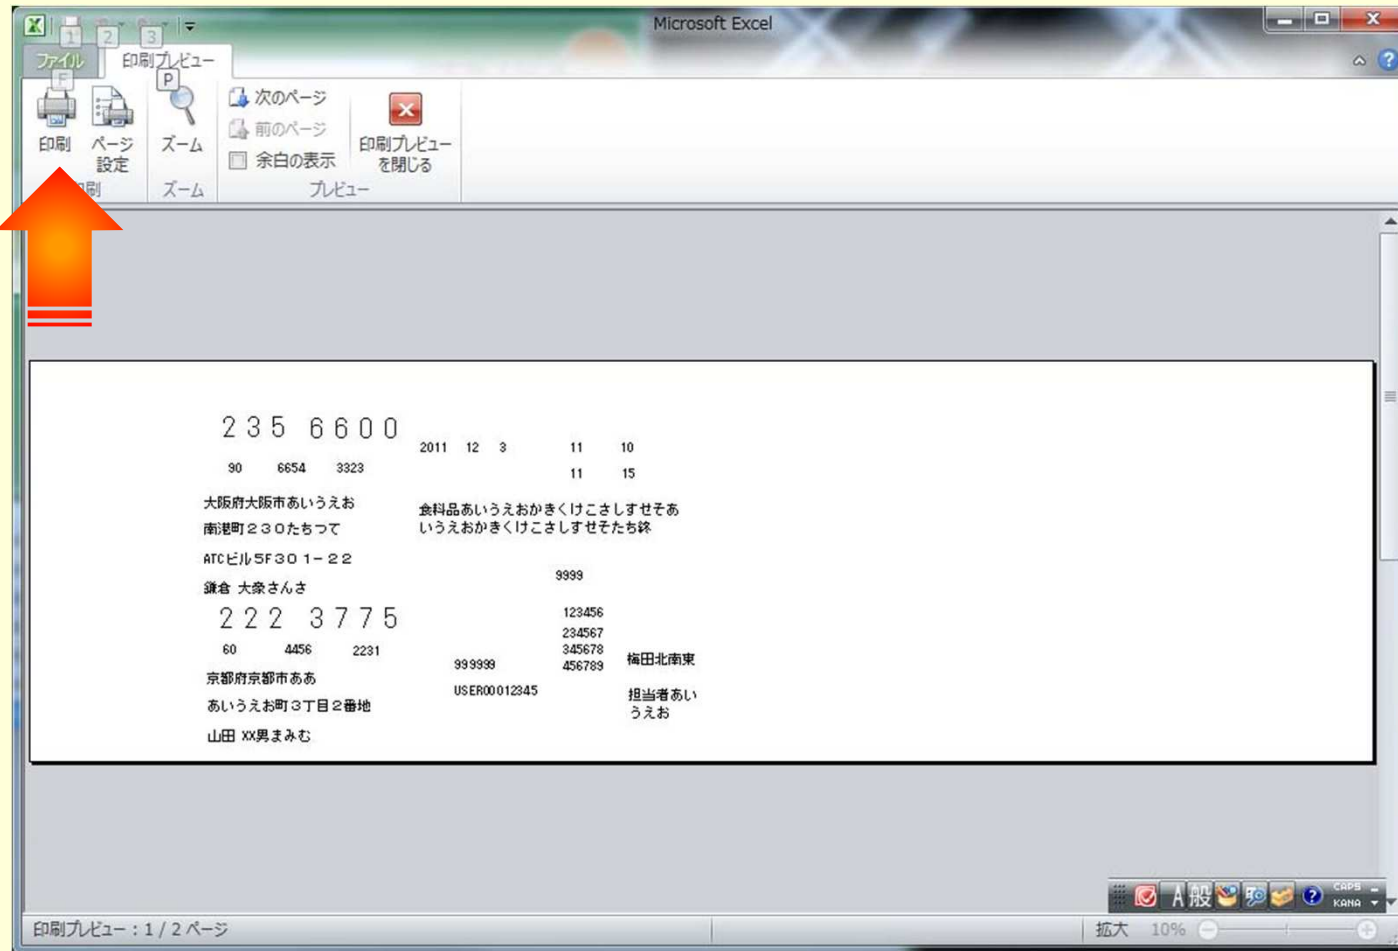 Microsoft Excel
1 2 3
ファイル 印刷プレビュー
F P
印刷
ページ設定
ズーム
次のページ
前のページ
余白の表示
印刷プレビューを閉じる
刷 ズーム プレビュー
235 6600
2011 12 3 11 10
90 6654 3323
11 15
大阪府大阪市あいうえお
食料品あいうえおかきくけこさしすせそあ
南港町230たちつて
いうえおかきくけこさしすせそたち終
ATCビル5F301-22
9999
鎌倉 大豪さんさ
222 3775
123456
234567
60 4456 2231
345678
999999
456789
梅田北南東
京都府京都市ああ
USER00012345
担当者あい
うえお
あいうえお町3丁目2番地
山田 XX男まみむ
A 般
CAPS
KANA
印刷プレビュー：1 / 2 ページ
拡大 10%